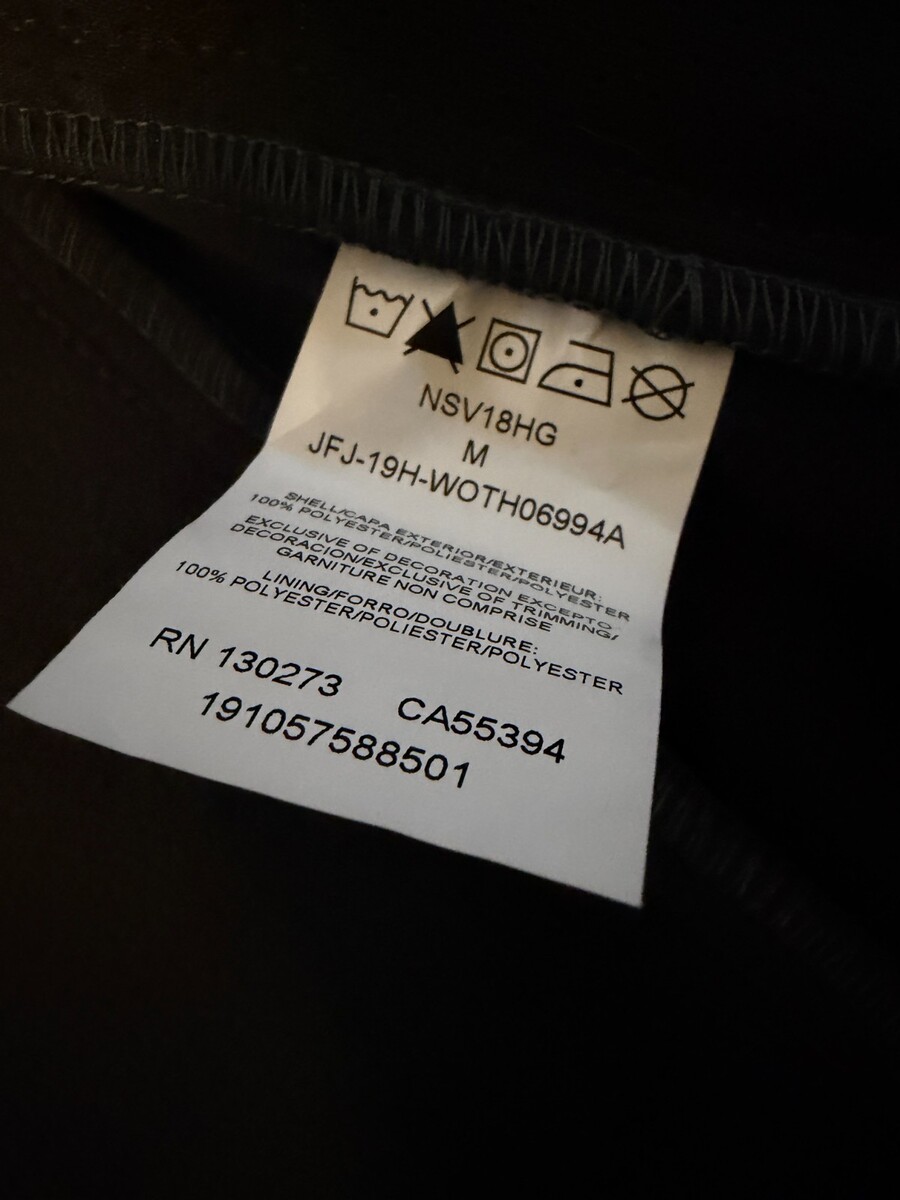 NSV18HG
M
JFJ-19H-WOTH06994A
SHELL/CAPA EXTERIOR/EXTERIEUR:
100% POLYESTER/POLIESTER/POLYESTER
EXCLUSIVE OF DECORATION EXCEPTO
DECORACION/EXCLUSIVE OF TRIMMING/
GARNITURE NON COMPRISE
LINING/FORRO/DOUBLURE:
100% POLYESTER/POLIESTER/POLYESTER
RN 130273 CA55394
191057588501